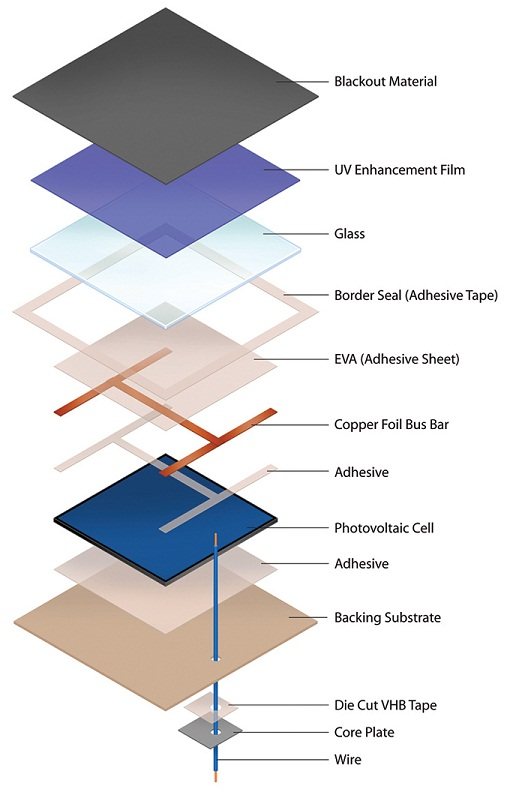 Blackout Material
UV Enhancement Film
Glass
Border Seal (Adhesive Tape)
EVA (Adhesive Sheet)
Copper Foil Bus Bar
Adhesive
Photovoltaic Cell
Adhesive
Backing Substrate
Die Cut VHB Tape
Core Plate
Wire